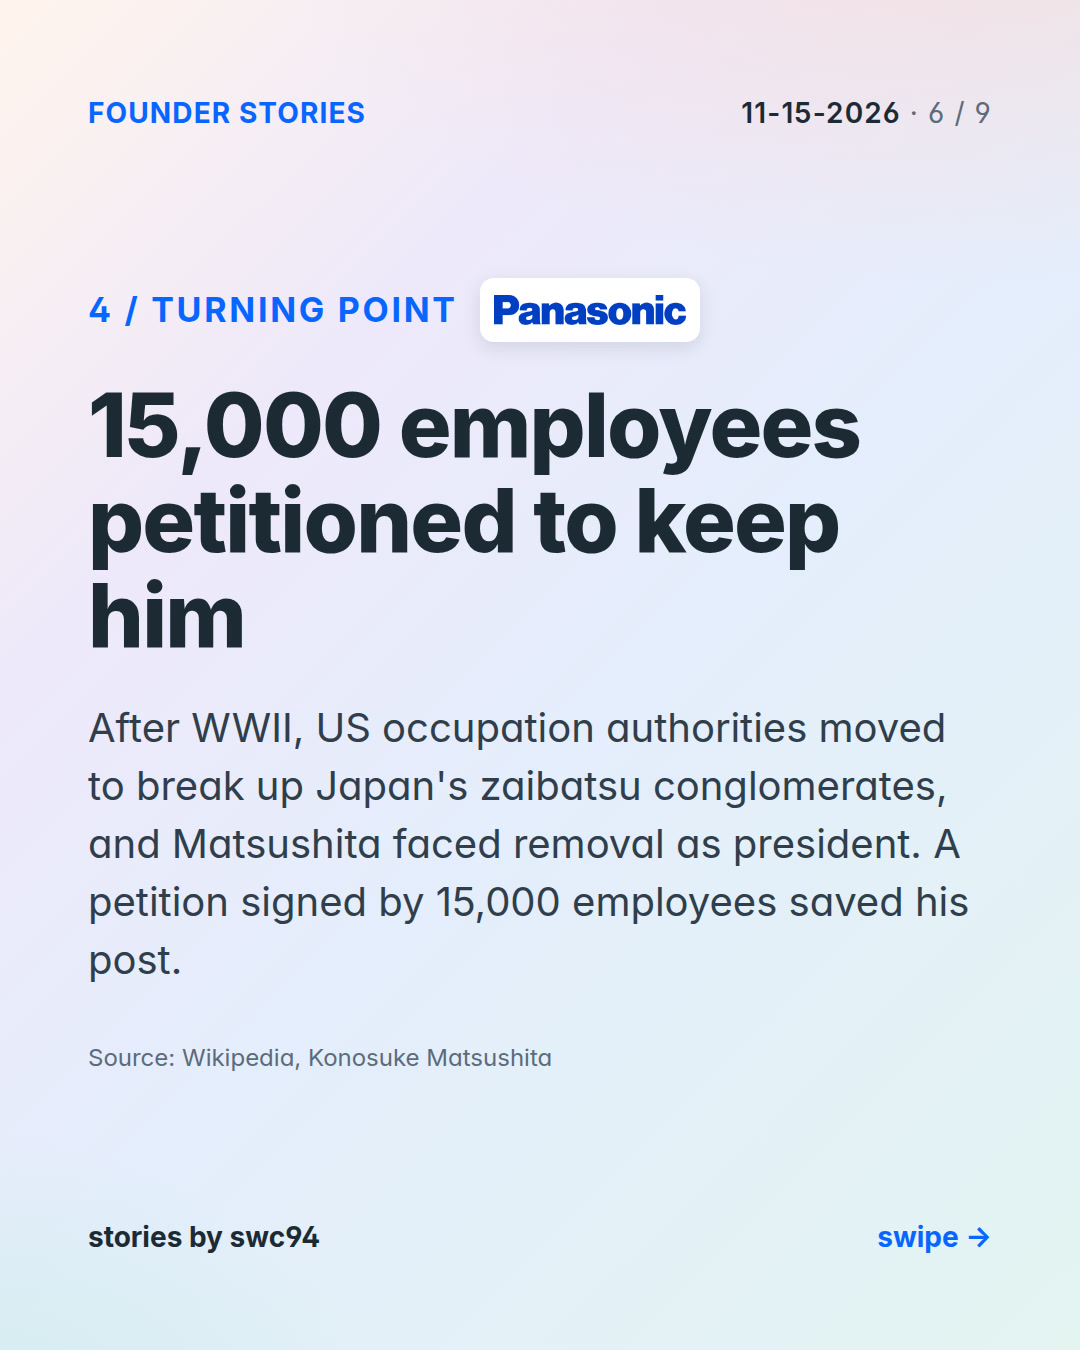 FOUNDER STORIES
11-15-2026 · 6 / 9
4 / TURNING POINT
Panasonic
15,000 employees
petitioned to keep
him
After WWII, US occupation authorities moved
to break up Japan's zaibatsu conglomerates,
and Matsushita faced removal as president. A
petition signed by 15,000 employees saved his
post.
Source: Wikipedia, Konosuke Matsushita
stories by swc94
swipe →